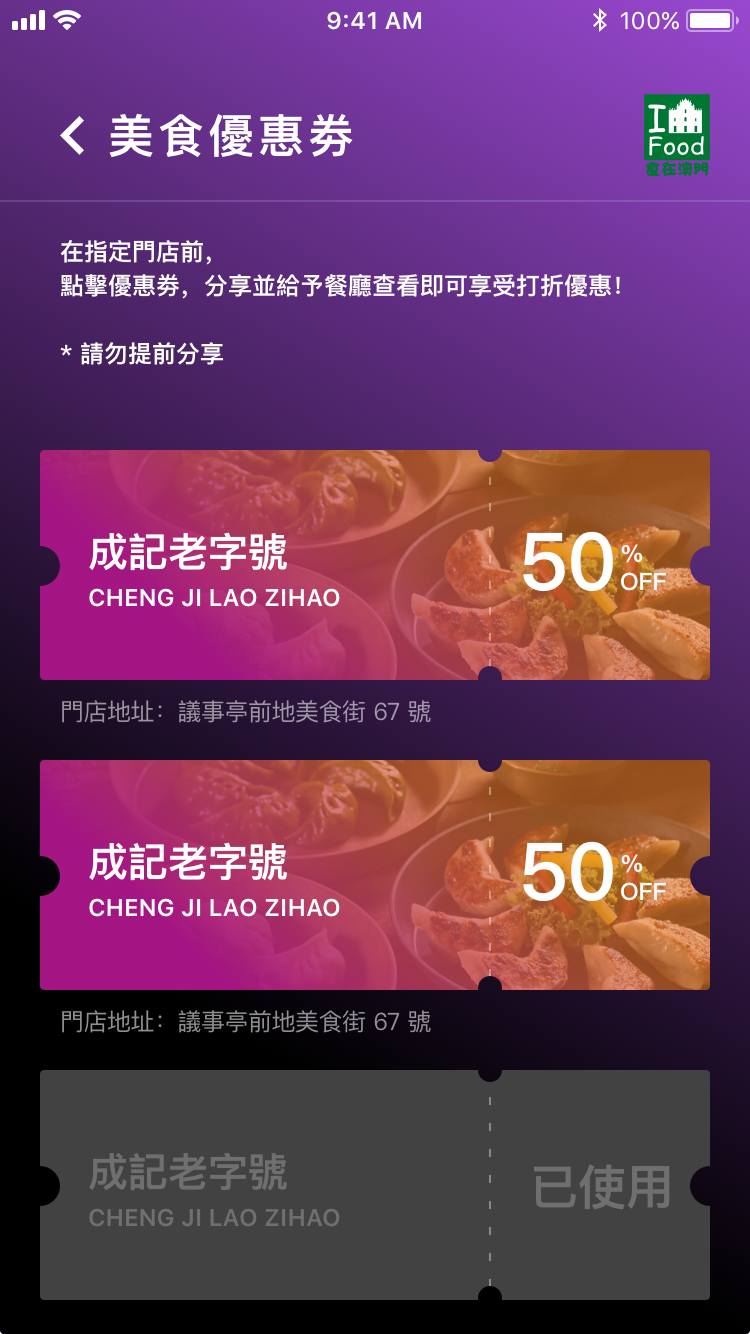 9:41 AM
100%
美食優惠券
I
Food
食在澳門
在指定門店前，
點擊優惠券，分享並給予餐廳查看即可享受打折優惠！
* 請勿提前分享
成記老字號
CHENG JI LAO ZIHAO
50%
OFF
門店地址：議事亭前地美食街 67 號
成記老字號
CHENG JI LAO ZIHAO
50%
OFF
門店地址：議事亭前地美食街 67 號
成記老字號
CHENG JI LAO ZIHAO
已使用